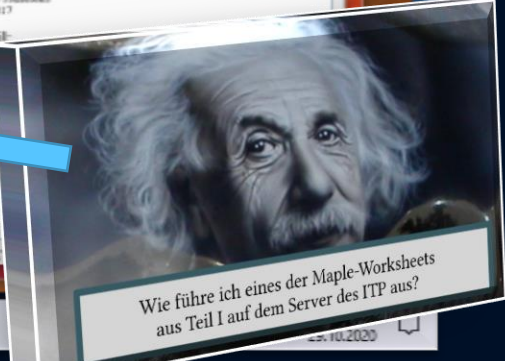 Wie führe ich eines der Maple-Worksheets
aus Teil I auf dem Server des ITP aus?
29.10.2020